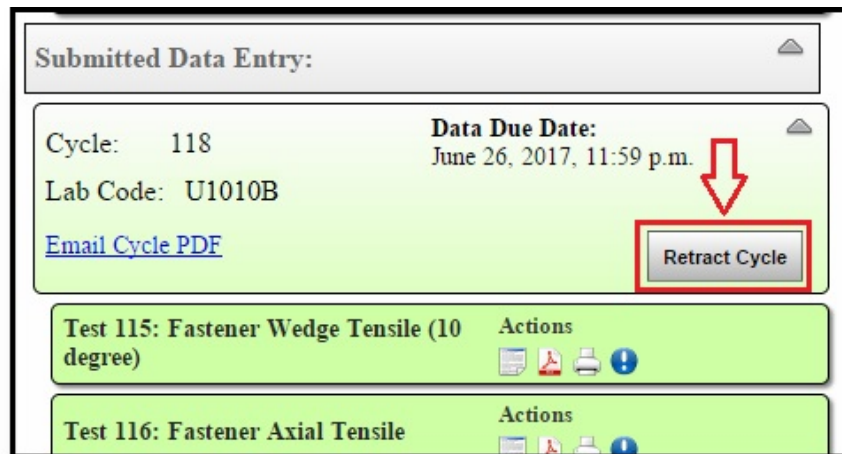 Submitted Data Entry:
Cycle: 118
Data Due Date:
June 26, 2017, 11:59 p.m.
Lab Code: U1010B
Email Cycle PDF
Retract Cycle
Test 115: Fastener Wedge Tensile (10
degree)
Actions
Test 116: Fastener Axial Tensile
Actions